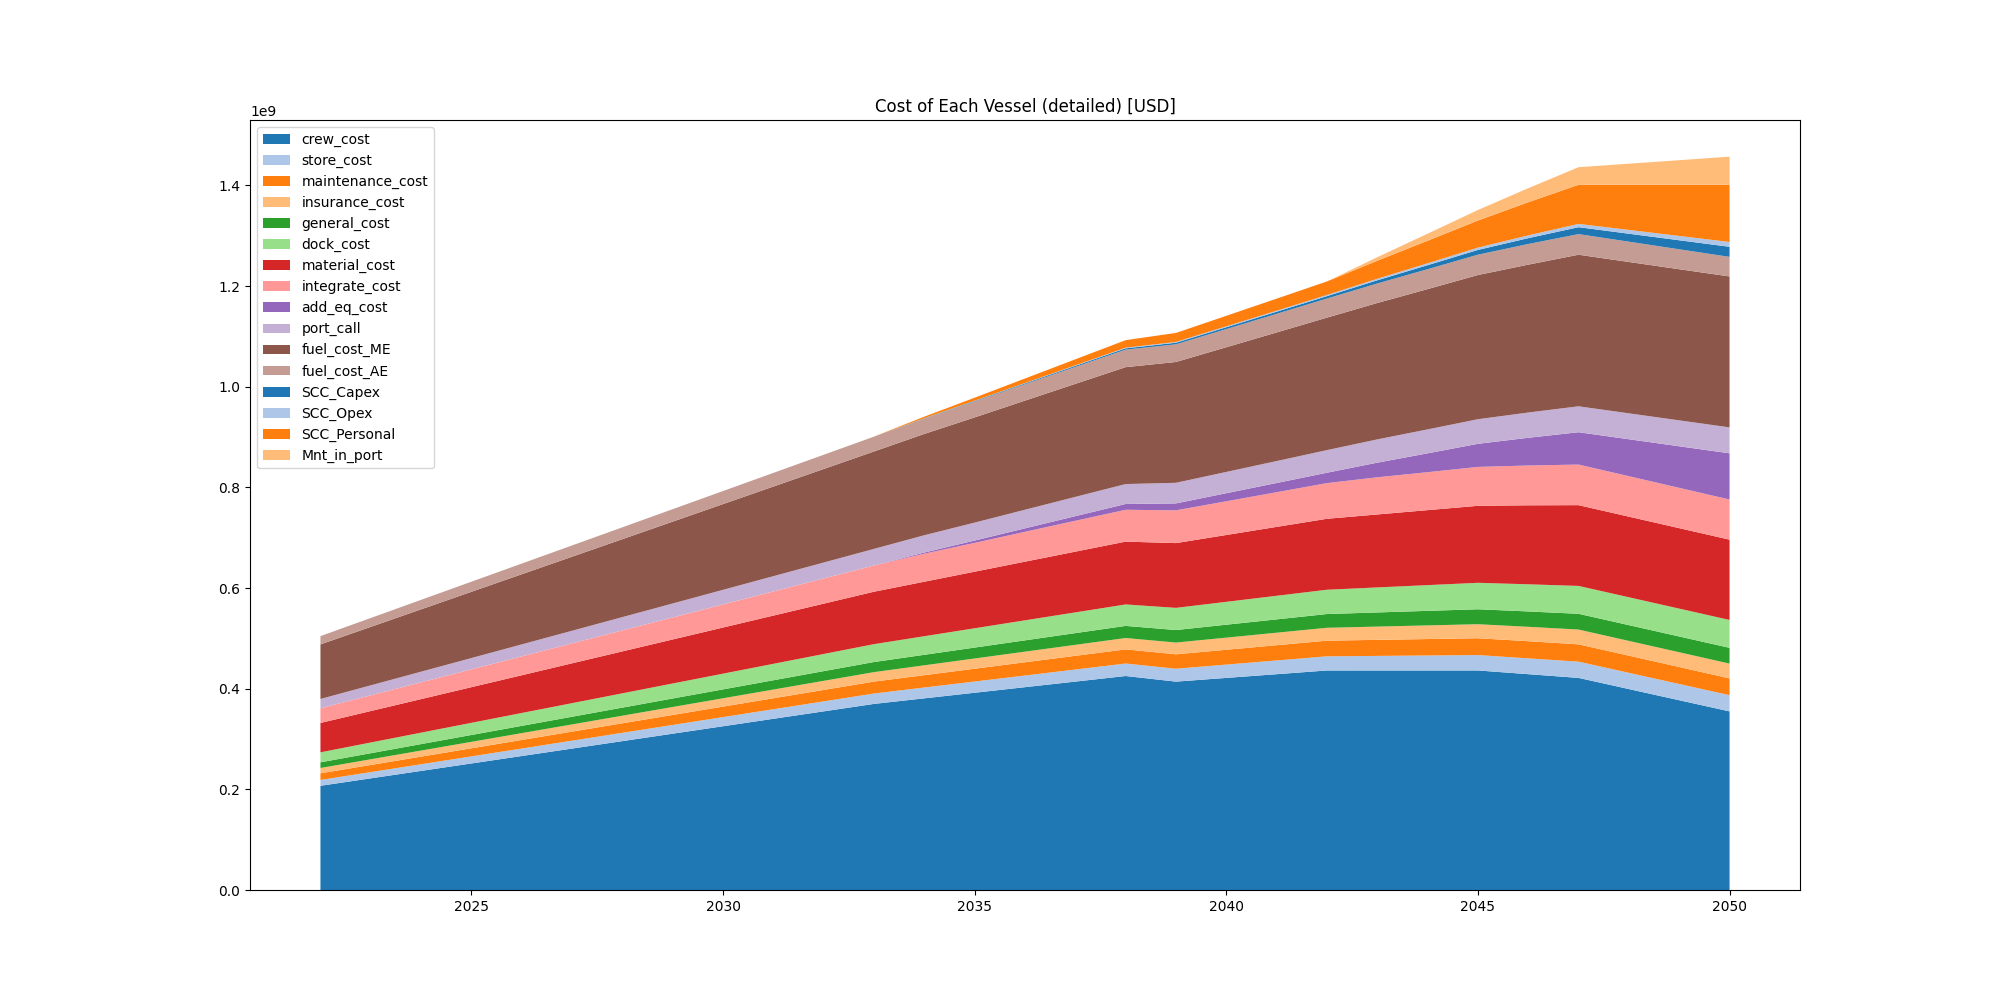 Cost of Each Vessel (detailed) [USD]
1e9
crew_cost
store_cost
maintenance_cost
insurance_cost
general_cost
dock_cost
material_cost
integrate_cost
add_eq_cost
port_call
fuel_cost_ME
fuel_cost_AE
SCC_Capex
SCC_Opex
SCC_Personal
Mnt_in_port
1.4
1.2
1.0
0.8
0.6
0.4
0.2
0.0
2025 2030 2035 2040 2045 2050